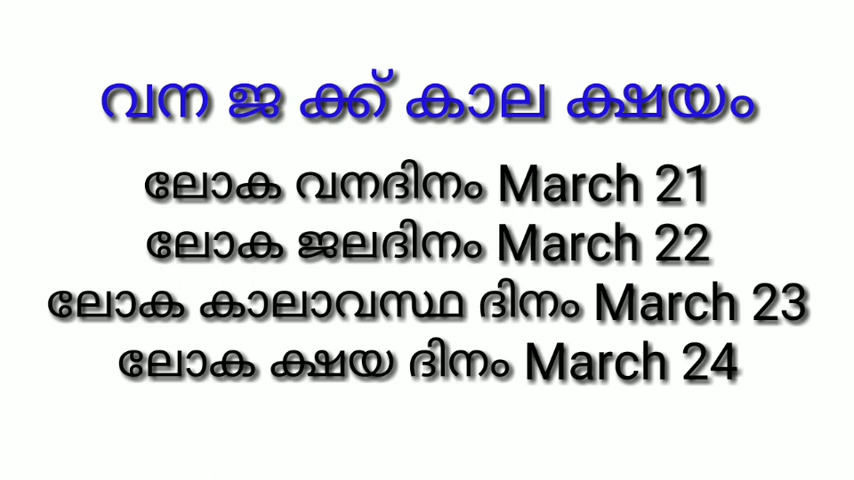 വന ജ ക്ക് കാല ക്ഷയം
ലോക വനദിനം March 21
ലോക ജലദിനം March 22
ലോക കാലാവസ്ഥ ദിനം March 23
ലോക ക്ഷയ ദിനം March 24